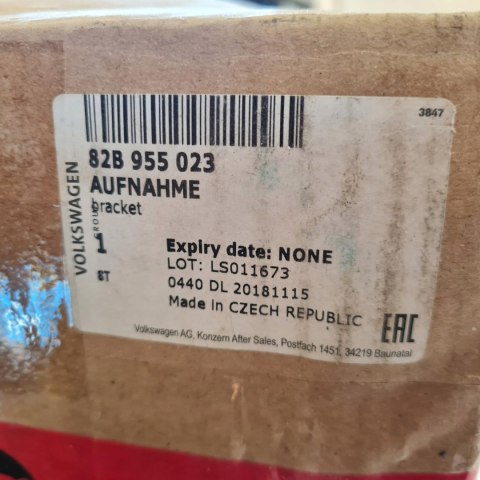 3847
82B 955 023
AUFNAHME
bracket
VOLKSWAGEN
GROUP
1
ST
Expiry date: NONE
LOT: LS011673
0440 DL 20181115
Made in CZECH REPUBLIC
EAC
Volkswagen AG, Konzern After Sales, Postfach 1451, 34219 Baunatal